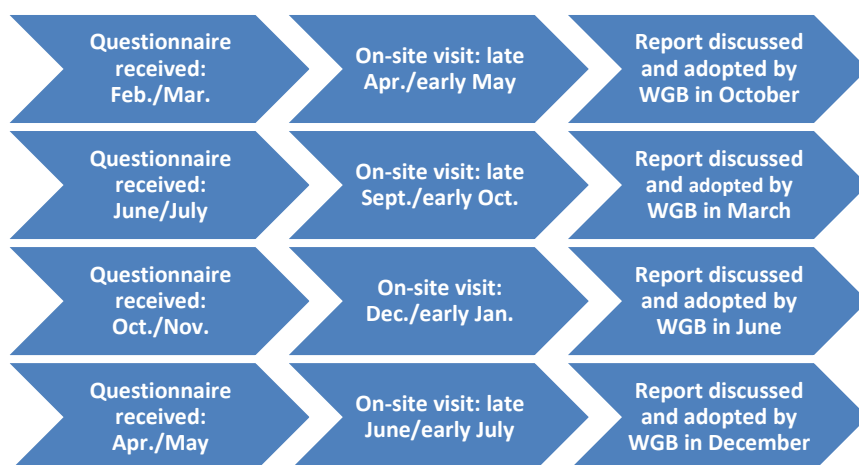 Questionnaire
received:
Feb./Mar.
On-site visit: late
Apr./early May
Report discussed
and adopted by
WGB in October
Questionnaire
received:
June/July
On-site visit: late
Sept./early Oct.
Report discussed
and adopted by
WGB in March
Questionnaire
received:
Oct./Nov.
On-site visit:
Dec./early Jan.
Report discussed
and adopted by
WGB in June
Questionnaire
received:
Apr./May
On-site visit: late
June/early July
Report discussed
and adopted by
WGB in December